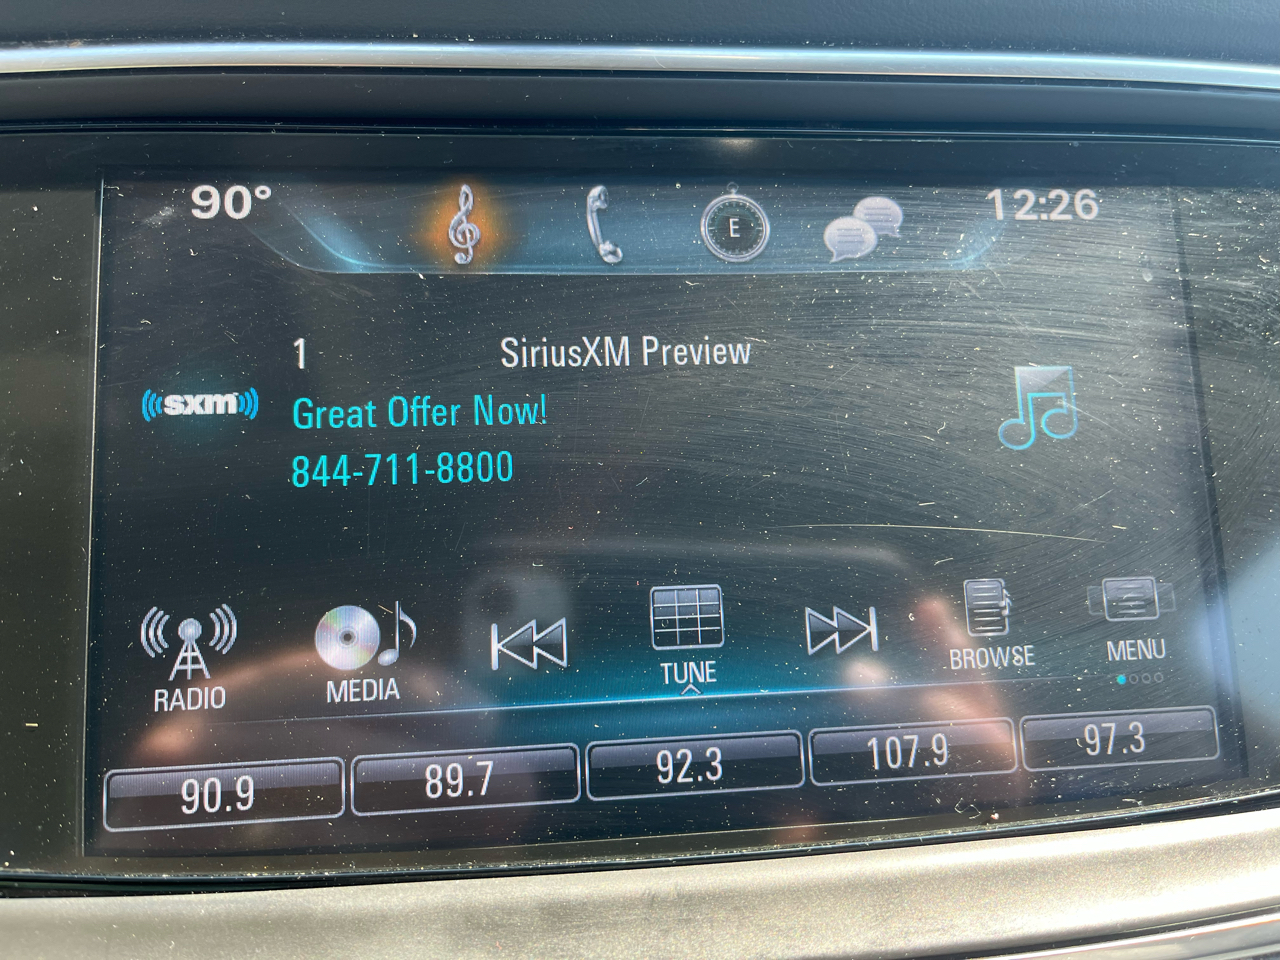 90° E 12:26
1 SiriusXM Preview
sxm Great Offer Now!
844-711-8800
RADIO MEDIA TUNE BROWSE MENU
90.9 89.7 92.3 107.9 97.3